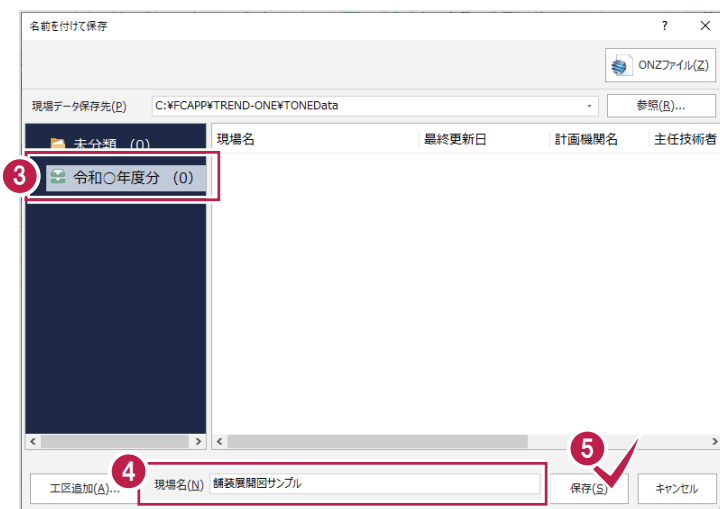 名前を付けて保存
? ×
ONZファイル(Z)
現場データ保存先(P) C:¥FCAPP¥TREND-ONE¥TONEData 参照(R)...
未分類 (0) 現場名 最終更新日 計画機関名 主任技術者
3 令和○年度分 (0)
4 5
工区追加(A)... 現場名(N) 舗装展開図サンプル 保存(S) キャンセル